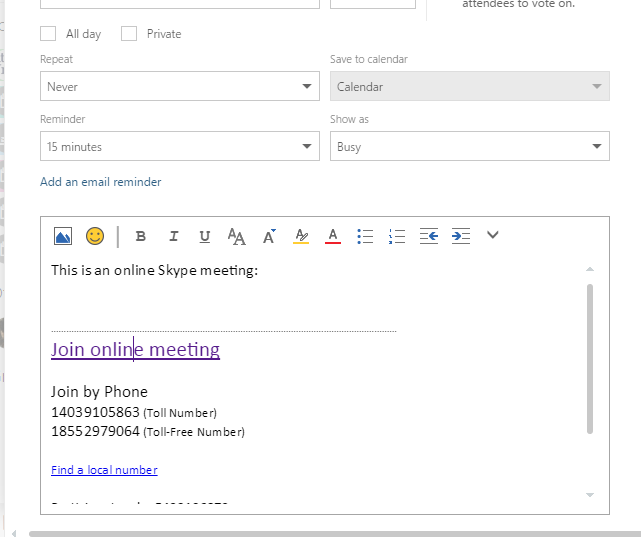 attendees to vote on.
All day Private
Repeat Save to calendar
Never Calendar
Reminder Show as
15 minutes Busy
Add an email reminder
B I U AA A A A
This is an online Skype meeting:
Join online meeting
Join by Phone
14039105863 (Toll Number)
18552979064 (Toll-Free Number)
Find a local number